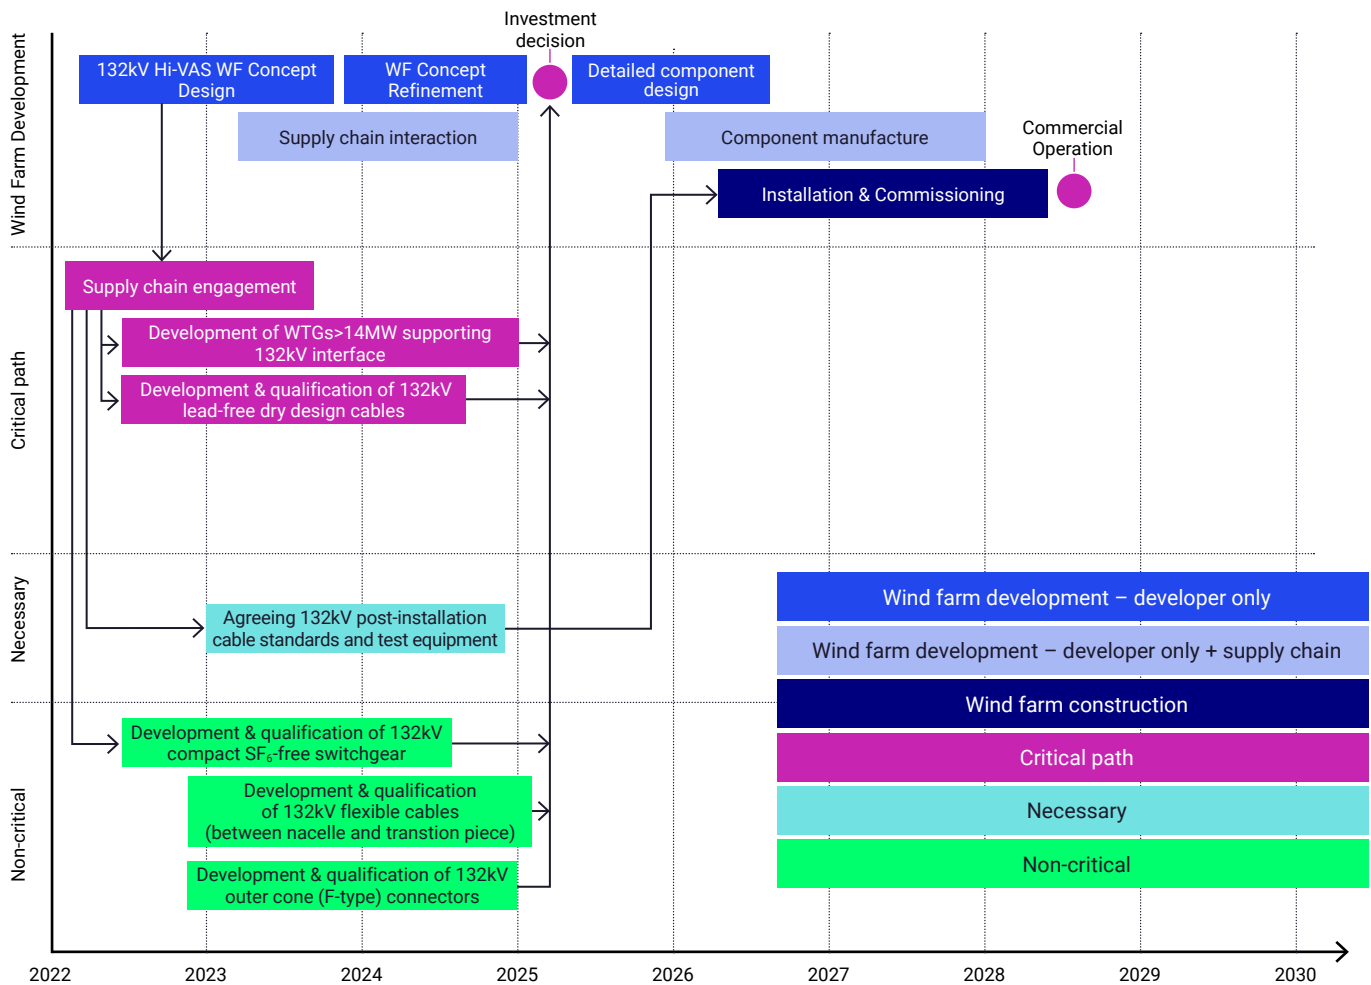 Investment
decision
Wind Farm Development
132kV Hi-VAS WF Concept
Design
WF Concept
Refinement
Detailed component
design
Supply chain interaction
Component manufacture
Commercial
Operation
Installation & Commissioning
Critical path
Supply chain engagement
Development of WTGs>14MW supporting
132kV interface
Development & qualification of 132kV
lead-free dry design cables
Necessary
Agreeing 132kV post-installation
cable standards and test equipment
Non-critical
Development & qualification of 132kV
compact SF₆-free switchgear
Development & qualification
of 132kV flexible cables
(between nacelle and transtion piece)
Development & qualification of 132kV
outer cone (F-type) connectors
Wind farm development – developer only
Wind farm development – developer only + supply chain
Wind farm construction
Critical path
Necessary
Non-critical
2022 2023 2024 2025 2026 2027 2028 2029 2030